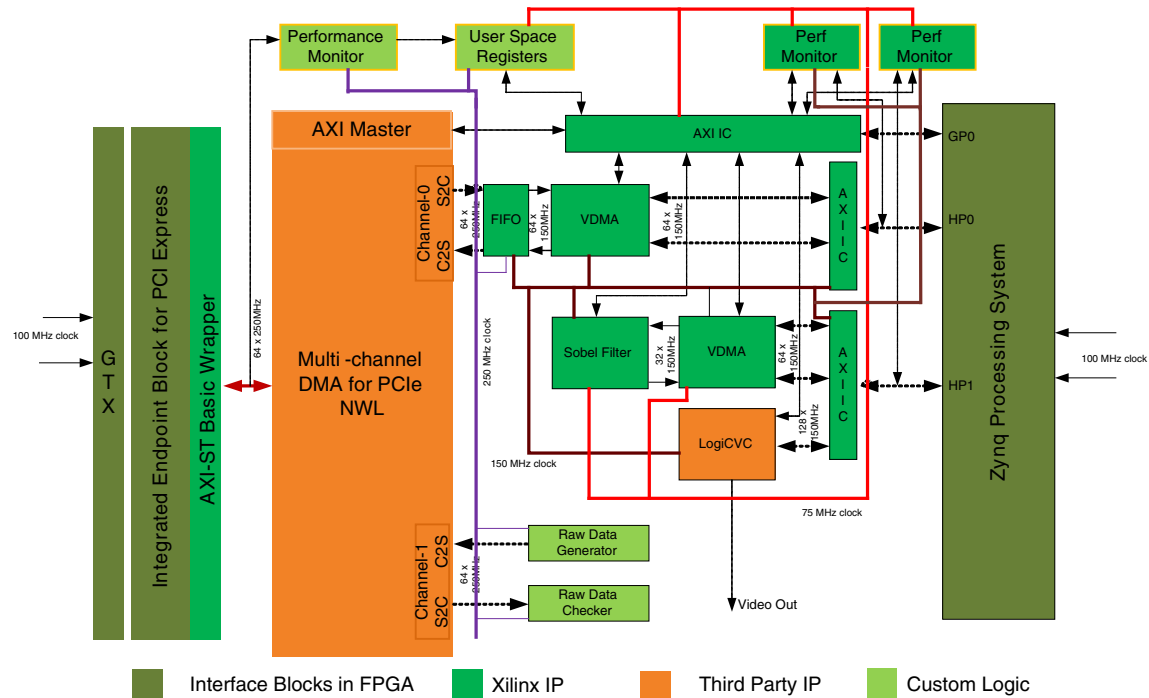 Performance
Monitor
User Space
Registers
Perf
Monitor
Perf
Monitor
AXI Master
AXI IC
GP0
Channel-0
S2C
C2S
64 x
250MHz
FIFO
64 x
150MHz
VDMA
64 x
150MHz
A
X
I
I
C
HP0
100 MHz clock
G
T
X
Integrated Endpoint Block for PCI Express
AXI-ST Basic Wrapper
64 x 250MHz
Multi -channel
DMA for PCIe
NWL
250 MHz clock
Sobel Filter
32 x
150MHz
VDMA
64 x
150MHz
A
X
I
I
C
HP1
Zynq Processing System
100 MHz clock
LogiCVC
128 x
150MHz
150 MHz clock
75 MHz clock
Channel-1
C2S
S2C
64 x
250MHz
Raw Data
Generator
Raw Data
Checker
Video Out
Interface Blocks in FPGA
Xilinx IP
Third Party IP
Custom Logic